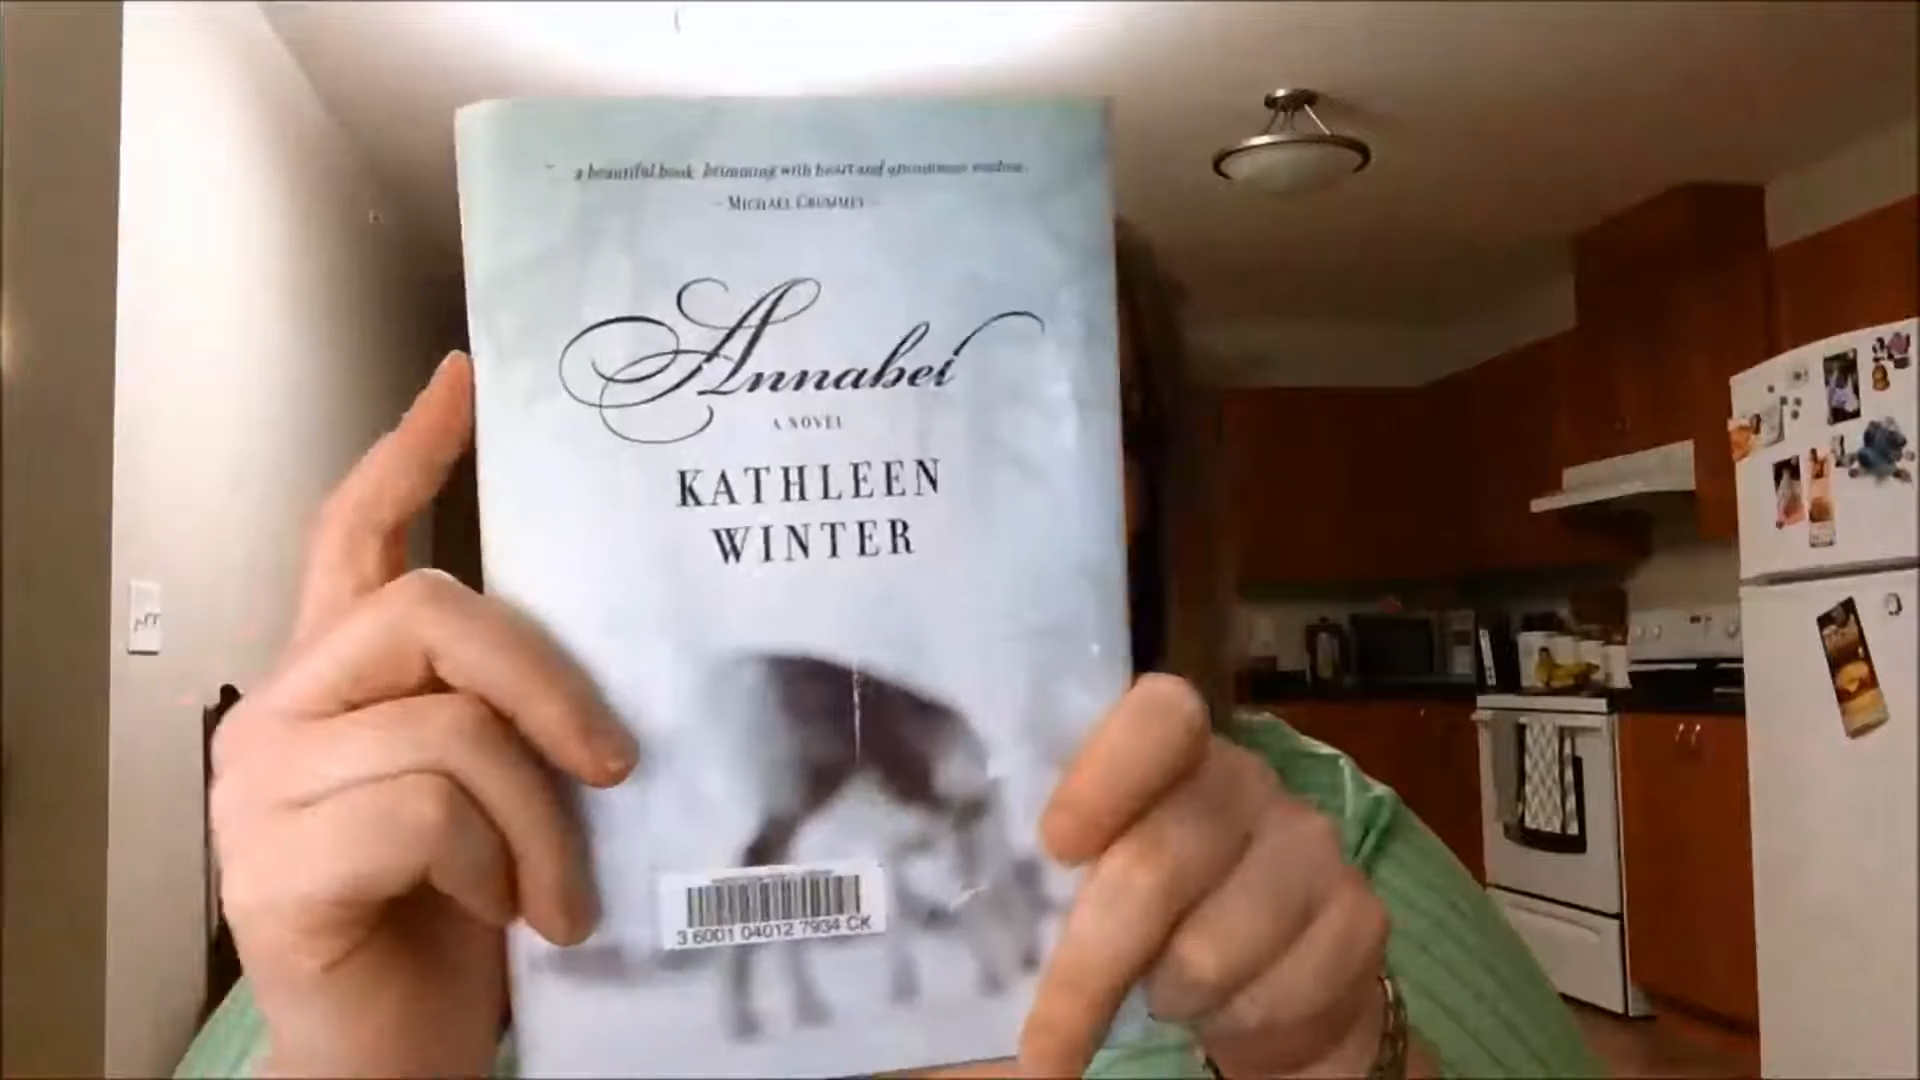 a beautiful book brimming with heart and uncommon wisdom.
- MICHAEL CRUMMEY -
Annabel
A NOVEL
KATHLEEN
WINTER
3 6001 04012 7934 CK